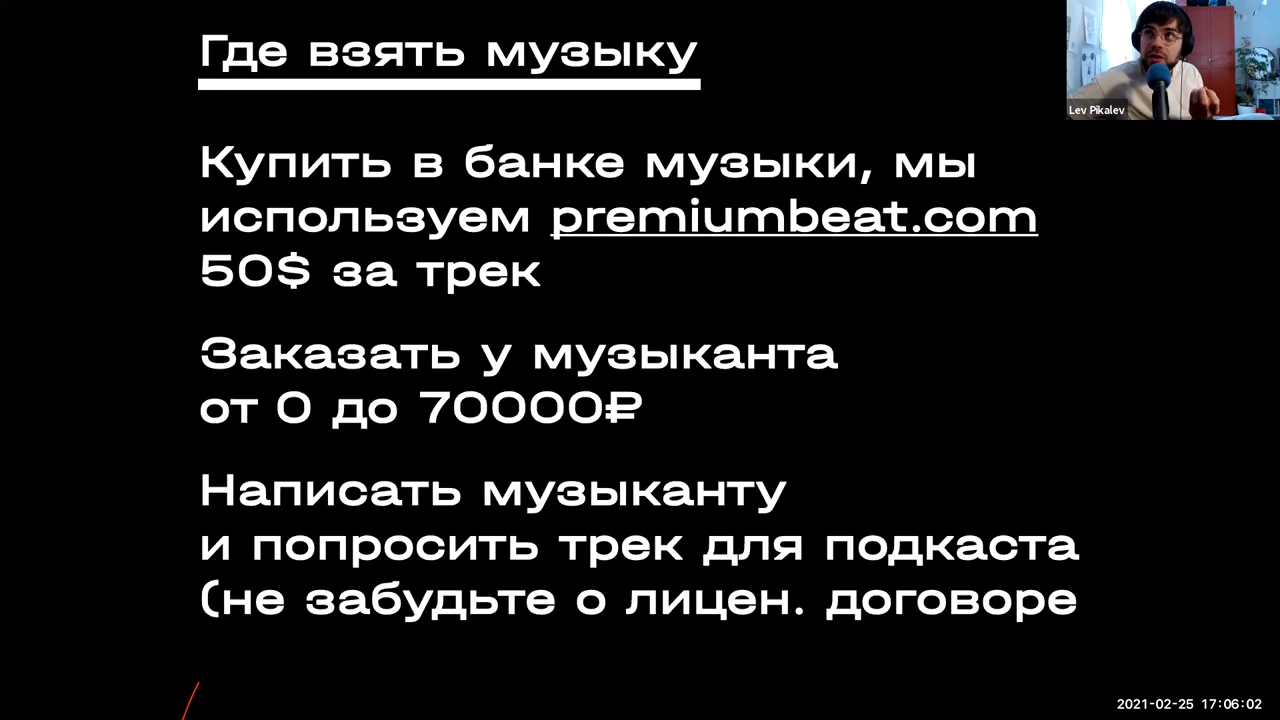 Где взять музыку
Lev Pikalev
Купить в банке музыки, мы
используем premiumbeat.com
50$ за трек
Заказать у музыканта
от 0 до 70000₽
Написать музыканту
и попросить трек для подкаста
(не забудьте о лицен. договоре
2021-02-25 17:06:02